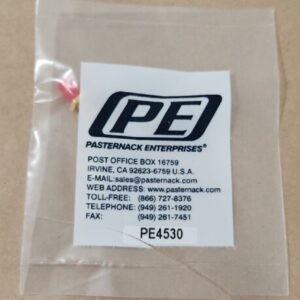 PE
PASTERNACK ENTERPRISES®
POST OFFICE BOX 16759
IRVINE, CA 92623-6759 U.S.A.
E-MAIL:sales@pasternack.com
WEB ADDRESS: www.pasternack.com
TOLL-FREE: (866) 727-8376
TELEPHONE: (949) 261-1920
FAX: (949) 261-7451
PE4530